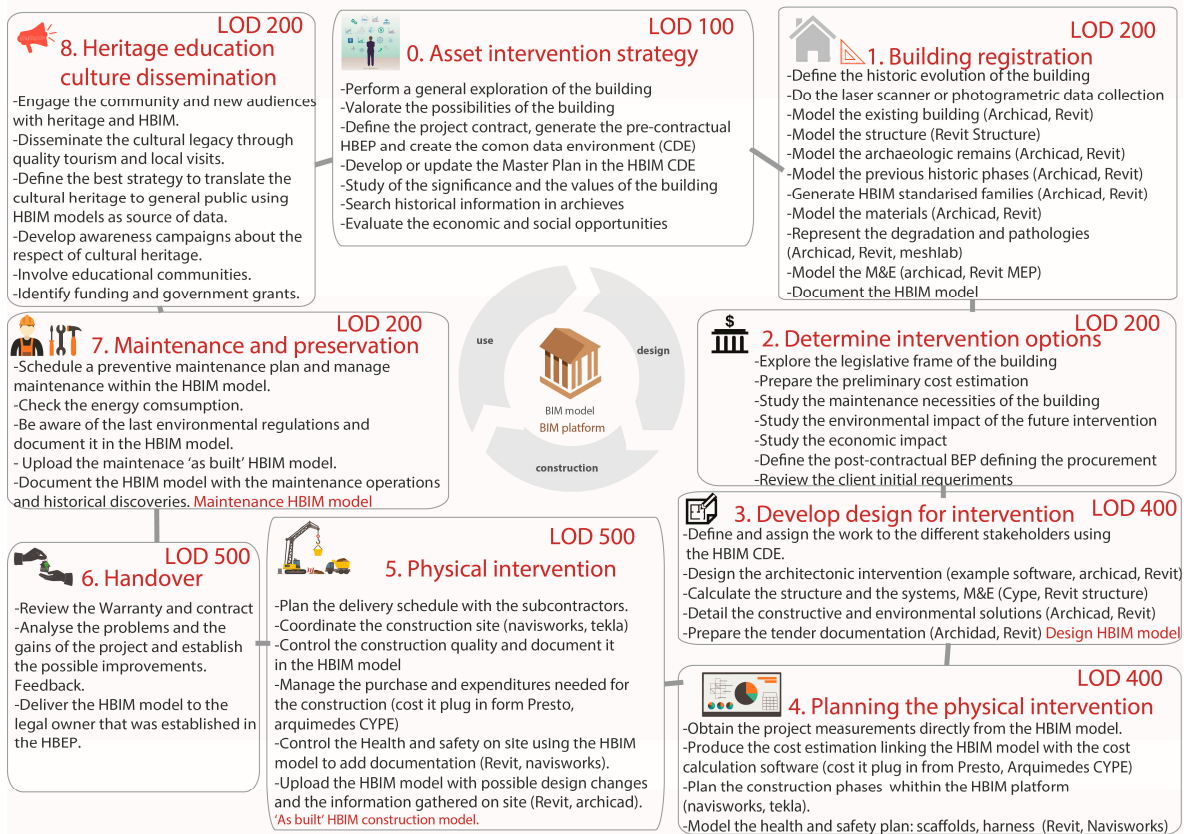 LOD 200
8. Heritage education
culture dissemination
-Engage the community and new audiences
with heritage and HBIM.
-Disseminate the cultural legacy through
quality tourism and local visits.
-Define the best strategy to translate the
cultural heritage to general public using
HBIM models as source of data.
-Develop awareness campaigns about the
respect of cultural heritage.
-Involve educational communities.
-Identify funding and government grants.
LOD 100
0. Asset intervention strategy
-Perform a general exploration of the building
-Valorate the possibilities of the building
-Define the project contract, generate the pre-contractual
HBEP and create the comon data environment (CDE)
-Develop or update the Master Plan in the HBIM CDE
-Study of the significance and the values of the building
-Search historical information in archieves
-Evaluate the economic and social opportunities
LOD 200
1. Building registration
-Define the historic evolution of the building
-Do the laser scanner or photogrametric data collection
-Model the existing building (Archicad, Revit)
-Model the structure (Revit Structure)
-Model the archaeologic remains (Archicad, Revit)
-Model the previous historic phases (Archicad, Revit)
-Generate HBIM standarised families (Archicad, Revit)
-Model the materials (Archicad, Revit)
-Represent the degradation and pathologies
(Archicad, Revit, meshlab)
-Model the M&E (archicad, Revit MEP)
-Document the HBIM model
LOD 200
7. Maintenance and preservation
-Schedule a preventive maintenance plan and manage
maintenance within the HBIM model.
-Check the energy comsumption.
-Be aware of the last environmental regulations and
document it in the HBIM model.
- Upload the maintenace ‘as built’ HBIM model.
-Document the HBIM model with the maintenance operations
and historical discoveries. Maintenance HBIM model
use
design
construction
BIM model
BIM platform
$
LOD 200
2. Determine intervention options
-Explore the legislative frame of the building
-Prepare the preliminary cost estimation
-Study the maintenance necessities of the building
-Study the environmental impact of the future intervention
-Study the economic impact
-Define the post-contractual BEP defining the procurement
-Review the client initial requeriments
LOD 400
3. Develop design for intervention
-Define and assign the work to the different stakeholders using
the HBIM CDE.
-Design the architectonic intervention (example software, archicad, Revit)
-Calculate the structure and the systems, M&E (Cype, Revit structure)
-Detail the constructive and environmental solutions (Archicad, Revit)
-Prepare the tender documentation (Archidad, Revit) Design HBIM model
LOD 500
6. Handover
-Review the Warranty and contract
-Analyse the problems and the
gains of the project and establish
the possible improvements.
Feedback.
-Deliver the HBIM model to the
legal owner that was established in
the HBEP.
LOD 500
5. Physical intervention
-Plan the delivery schedule with the subcontractors.
-Coordinate the construction site (navisworks, tekla)
-Control the construction quality and document it
in the HBIM model
-Manage the purchase and expenditures needed for
the construction (cost it plug in form Presto,
arquimedes CYPE)
-Control the Health and safety on site using the HBIM
model to add documentation (Revit, navisworks).
-Upload the HBIM model with possible design changes
and the information gathered on site (Revit, archicad).
‘As built’ HBIM construction model.
LOD 400
4. Planning the physical intervention
-Obtain the project measurements directly from the HBIM model.
-Produce the cost estimation linking the HBIM model with the cost
calculation software (cost it plug in from Presto, Arquimedes CYPE)
-Plan the construction phases whithin the HBIM platform
(navisworks, tekla).
-Model the health and safety plan: scaffolds, harness (Revit, Navisworks)